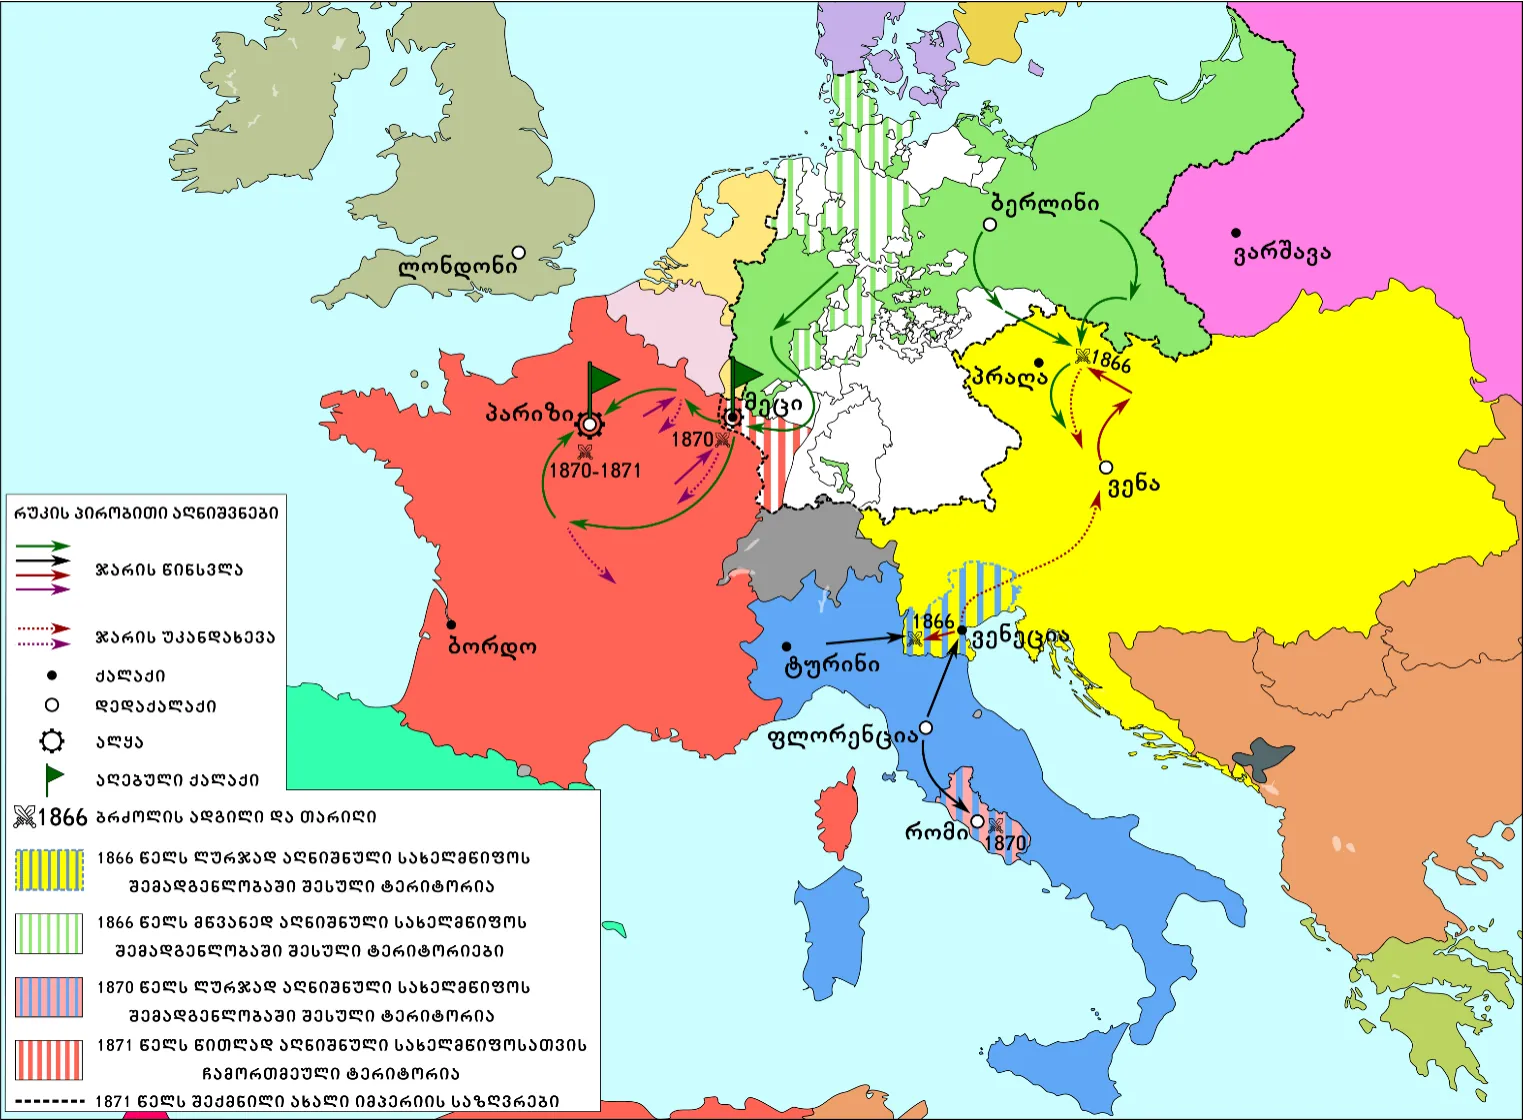 ბერლინი
ვარშავა
ლონდონი
1866
პრაღა
მეცი
პარიზი
1870
1870-1871
ვენა
რუკის პირობითი აღნიშვნები
ჯარის წინსვლა
ჯარის უკანდახევა
ქალაქი
დედაქალაქი
ალყა
აღებული ქალაქი
1866 ბრძოლის ადგილი და თარიღი
1866 წელს ლურჯად აღნიშნული სახელმწიფოს
შემადგენლობაში შესული ტერიტორია
1866 წელს მწვანედ აღნიშნული სახელმწიფოს
შემადგენლობაში შესული ტერიტორიები
1870 წელს ლურჯად აღნიშნული სახელმწიფოს
შემადგენლობაში შესული ტერიტორია
1871 წელს წითლად აღნიშნული სახელმწიფოსათვის
ჩამორთმეული ტერიტორია
1871 წელს შექმნილი ახალი იმპერიის საზღვრები
ბორდო
1866
ვენეცია
ტურინი
ფლორენცია
რომი
1870